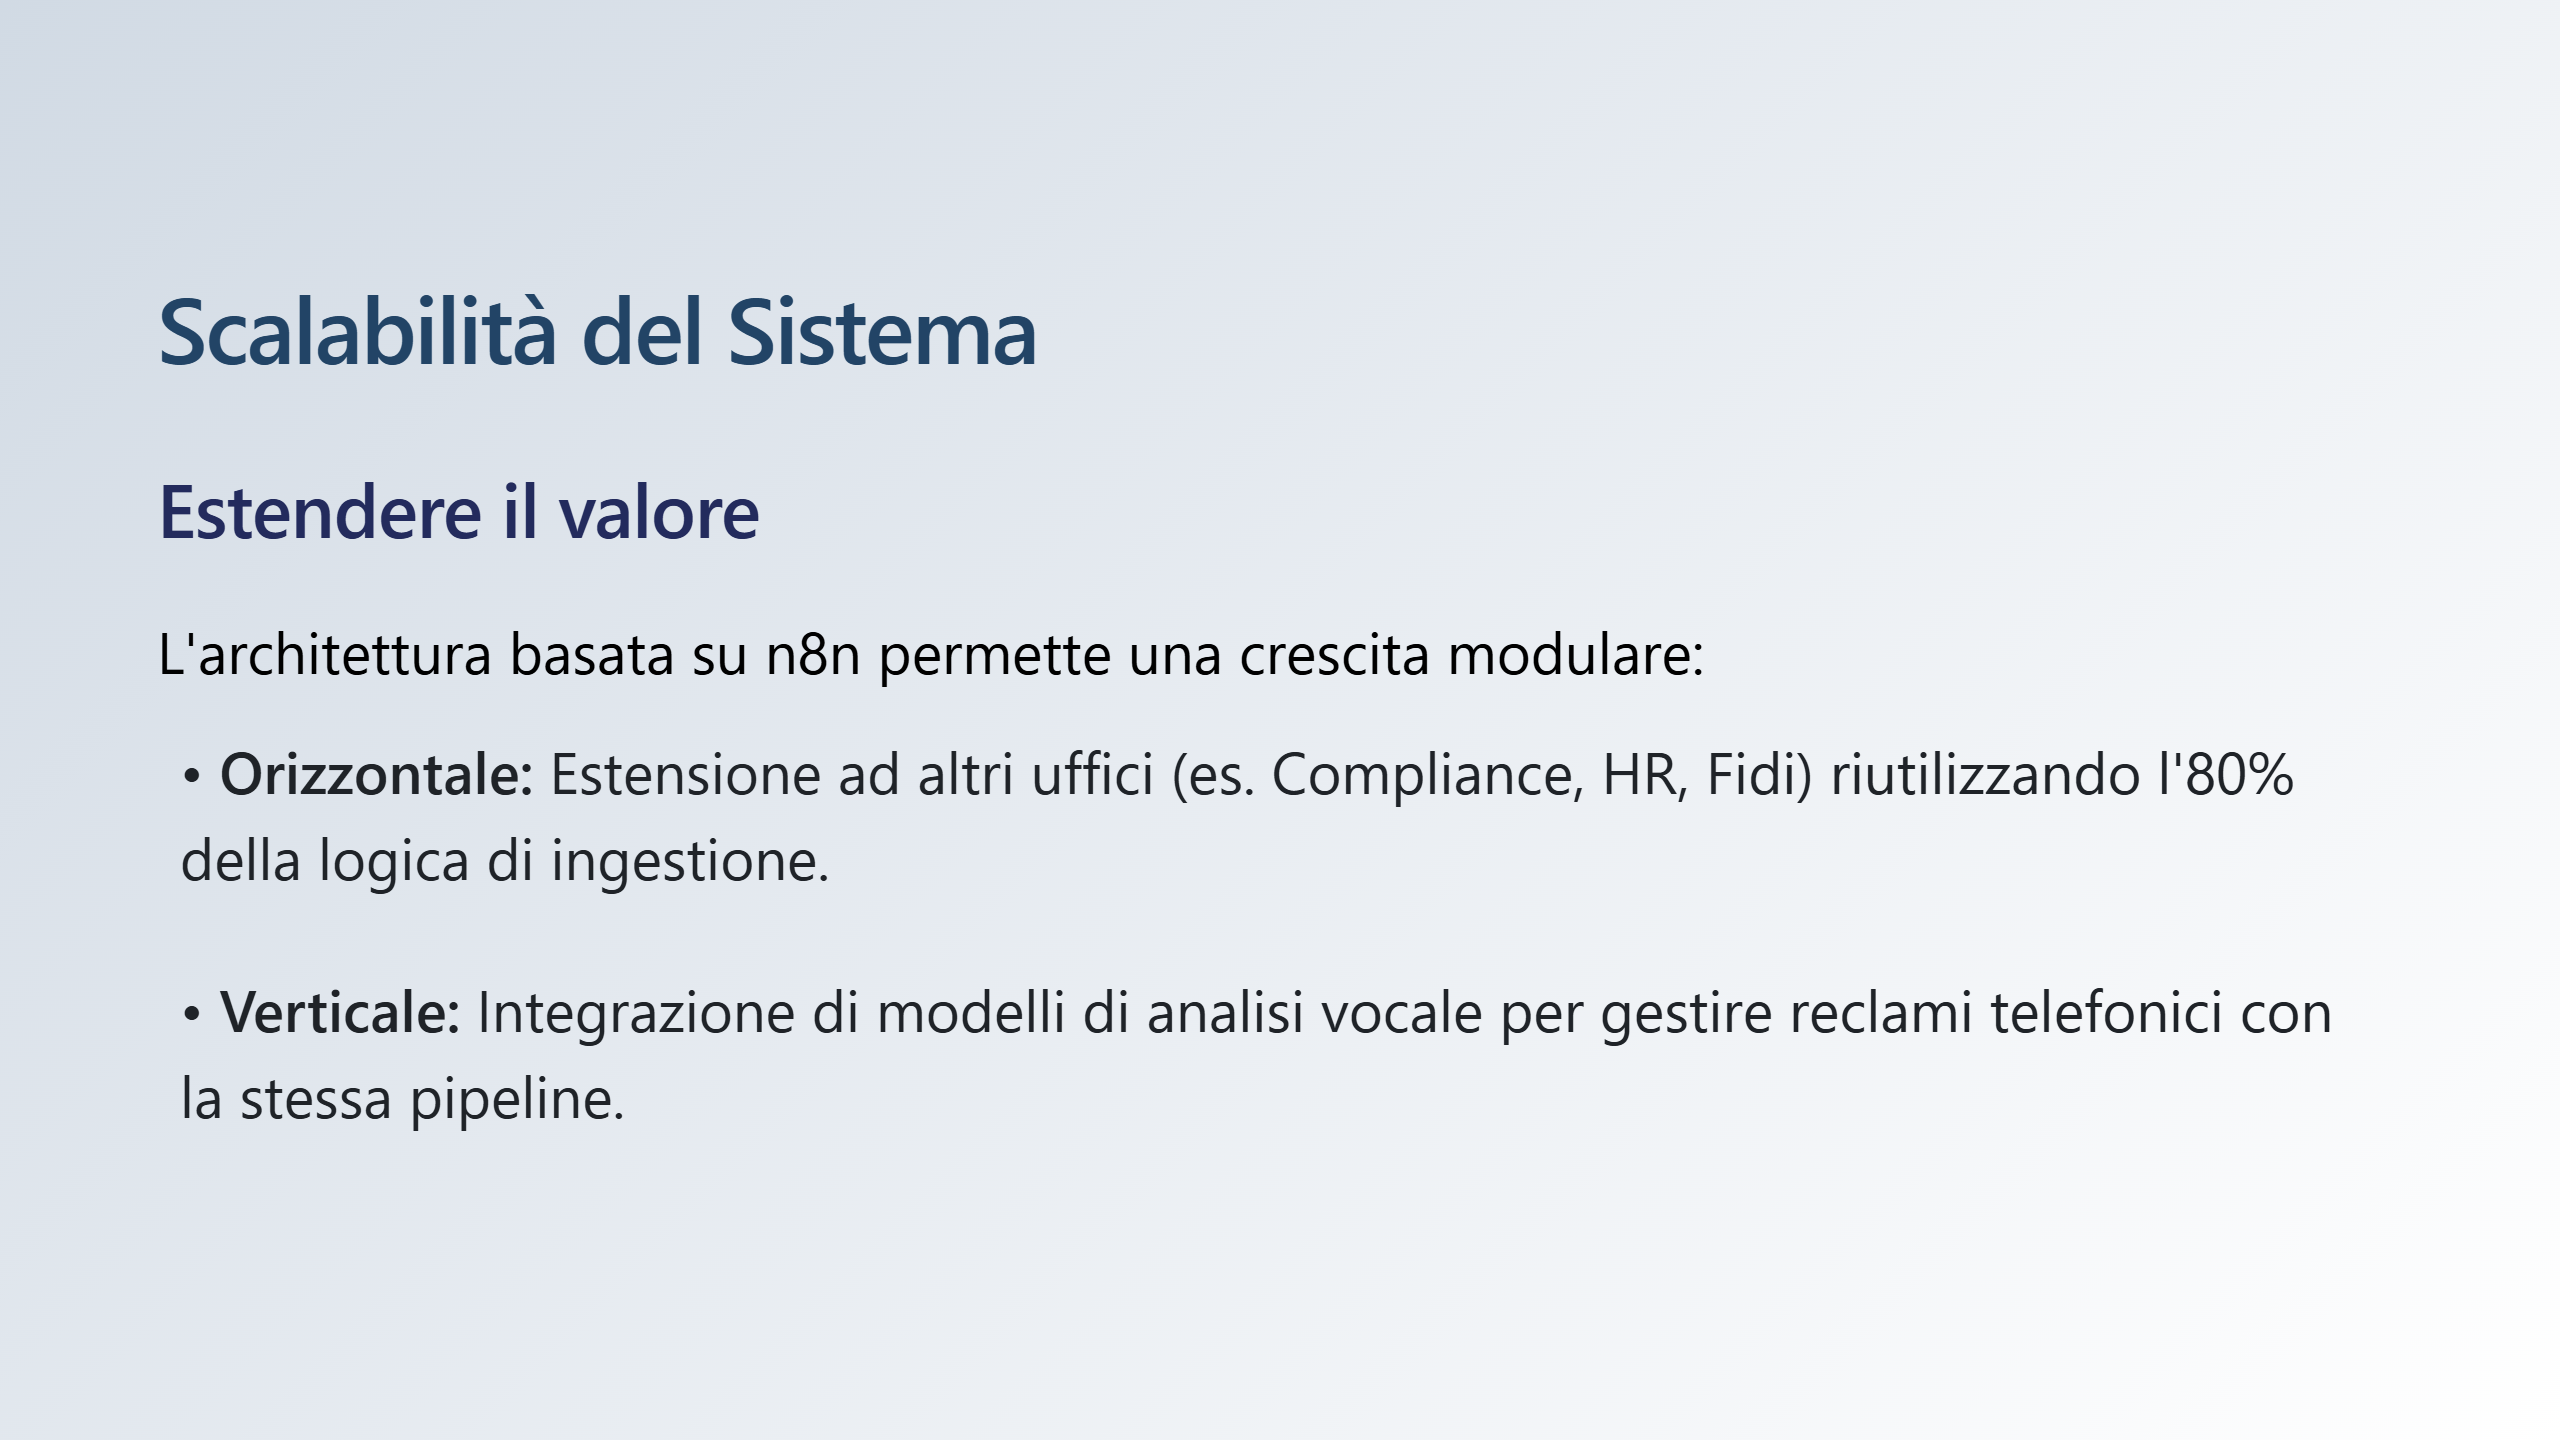 Scalabilità del Sistema
Estendere il valore
L'architettura basata su n8n permette una crescita modulare:
• Orizzontale: Estensione ad altri uffici (es. Compliance, HR, Fidi) riutilizzando l'80%
della logica di ingestione.
• Verticale: Integrazione di modelli di analisi vocale per gestire reclami telefonici con
la stessa pipeline.